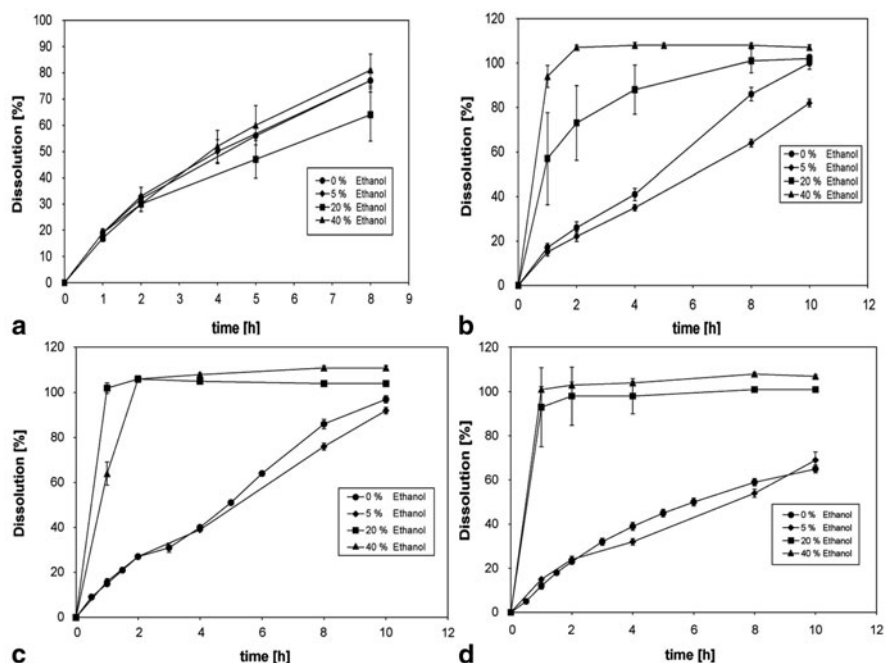 100
90
80
70
60
50
40
30
20
10
0
Dissolution [%]
0 % Ethanol
5 % Ethanol
20 % Ethanol
40 % Ethanol
0 1 2 3 4 5 6 7 8 9
time [h]
a
120
100
80
60
40
20
0
Dissolution [%]
0 % Ethanol
5 % Ethanol
20 % Ethanol
40 % Ethanol
0 2 4 6 8 10 12
time [h]
b
120
100
80
60
40
20
0
Dissolution [%]
0 % Ethanol
5 % Ethanol
20 % Ethanol
40 % Ethanol
0 2 4 6 8 10 12
time [h]
c
120
100
80
60
40
20
0
Dissolution [%]
0 % Ethanol
5 % Ethanol
20 % Ethanol
40 % Ethanol
0 2 4 6 8 10 12
time [h]
d